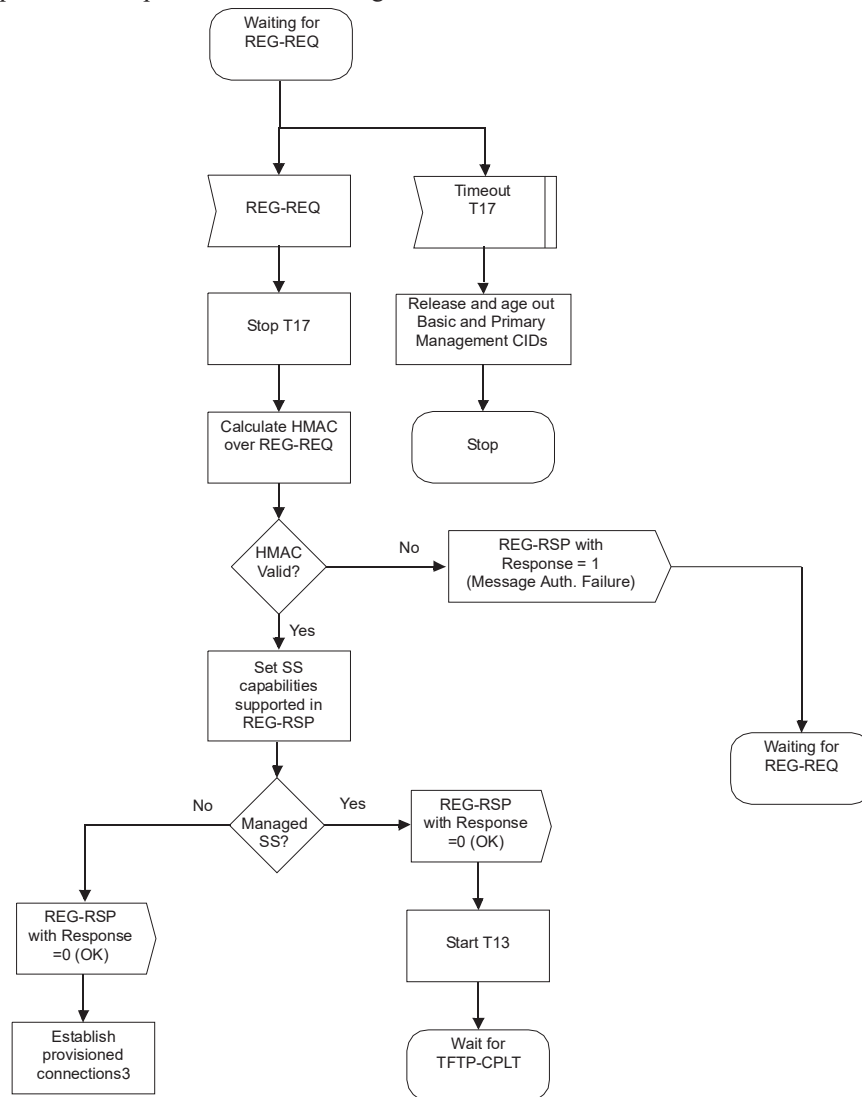 Waiting for
REG-REQ
REG-REQ
Timeout
T17
Stop T17
Release and age out
Basic and Primary
Management CIDs
Calculate HMAC
over REG-REQ
Stop
HMAC
Valid?
No
REG-RSP with
Response = 1
(Message Auth. Failure)
Yes
Set SS
capabilities
supported in
REG-RSP
Waiting for
REG-REQ
No
Managed
SS?
Yes
REG-RSP
with Response
=0 (OK)
REG-RSP
with Response
=0 (OK)
Start T13
Establish
provisioned
connections3
Wait for
TFTP-CPLT